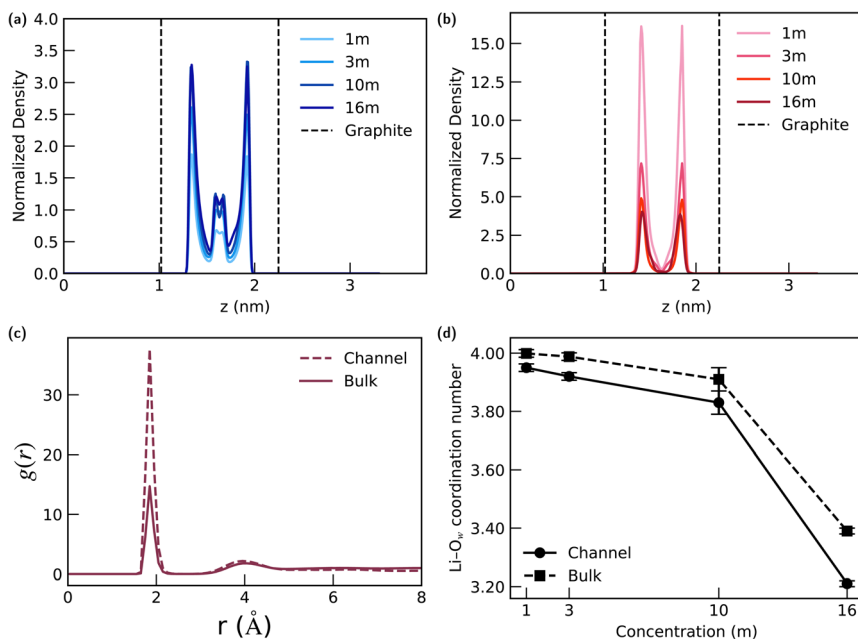 (a)
4.0
3.5
3.0
2.5
2.0
1.5
1.0
0.5
0.0
Normalized Density
0
1
2
3
z (nm)
1m
3m
10m
16m
Graphite
(b)
15.0
12.5
10.0
7.5
5.0
2.5
0.0
Normalized Density
0
1
2
3
z (nm)
1m
3m
10m
16m
Graphite
(c)
30
20
10
0
g(r)
0
2
4
6
8
r (Å)
Channel
Bulk
(d)
4.00
3.80
3.60
3.40
3.20
Li–Ow coordination number
1
3
10
16
Concentration (m)
Channel
Bulk